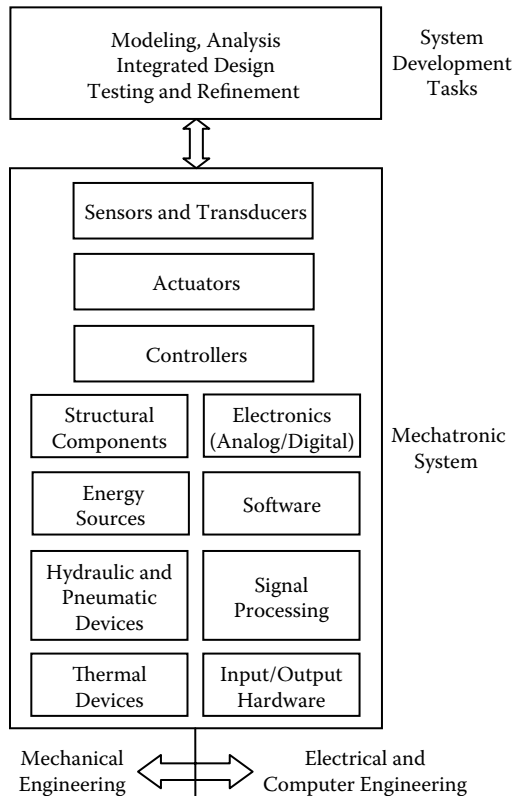 Modeling, Analysis
Integrated Design
Testing and Refinement
System
Development
Tasks
Sensors and Transducers
Actuators
Controllers
Structural
Components
Electronics
(Analog/Digital)
Energy
Sources
Software
Hydraulic and
Pneumatic
Devices
Signal
Processing
Thermal
Devices
Input/Output
Hardware
Mechatronic
System
Mechanical
Engineering
Electrical and
Computer Engineering